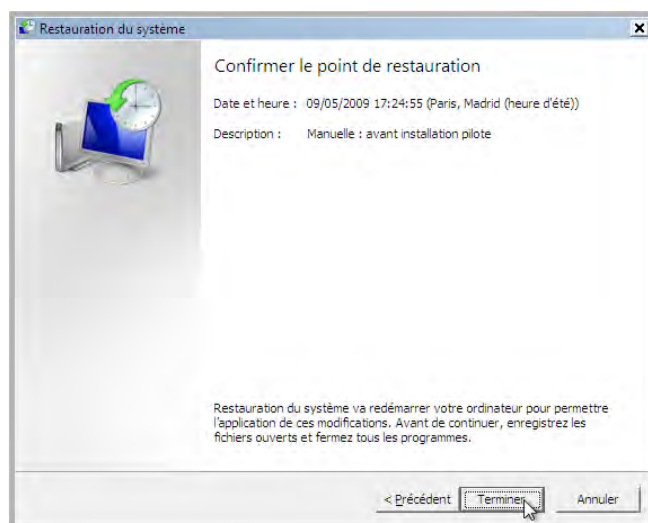 Restauration du système
Confirmer le point de restauration
Date et heure : 09/05/2009 17:24:55 (Paris, Madrid (heure d'été))
Description : Manuelle : avant installation pilote
Restauration du système va redémarrer votre ordinateur pour permettre
l'application de ces modifications. Avant de continuer, enregistrez les
fichiers ouverts et fermez tous les programmes.
< Précédent Terminer Annuler